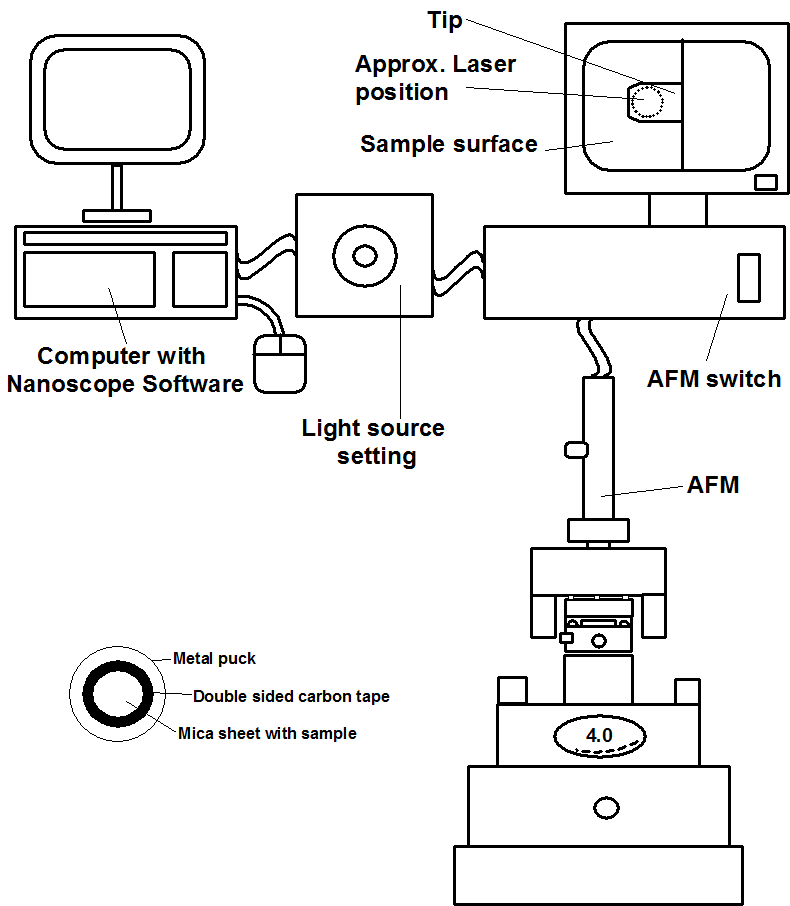 Tip
Approx. Laser
position
Sample surface
Computer with
Nanoscope Software
Light source
setting
AFM switch
AFM
Metal puck
Double sided carbon tape
Mica sheet with sample
4.0